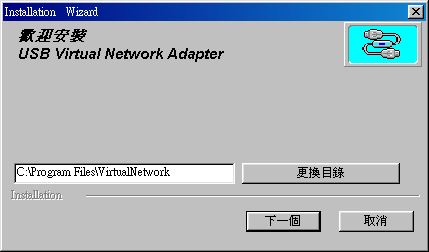 Installation Wizard
歡迎安裝
USB Virtual Network Adapter
C:\Program Files\VirtualNetwork
更換目錄
Installation
下一個
取消